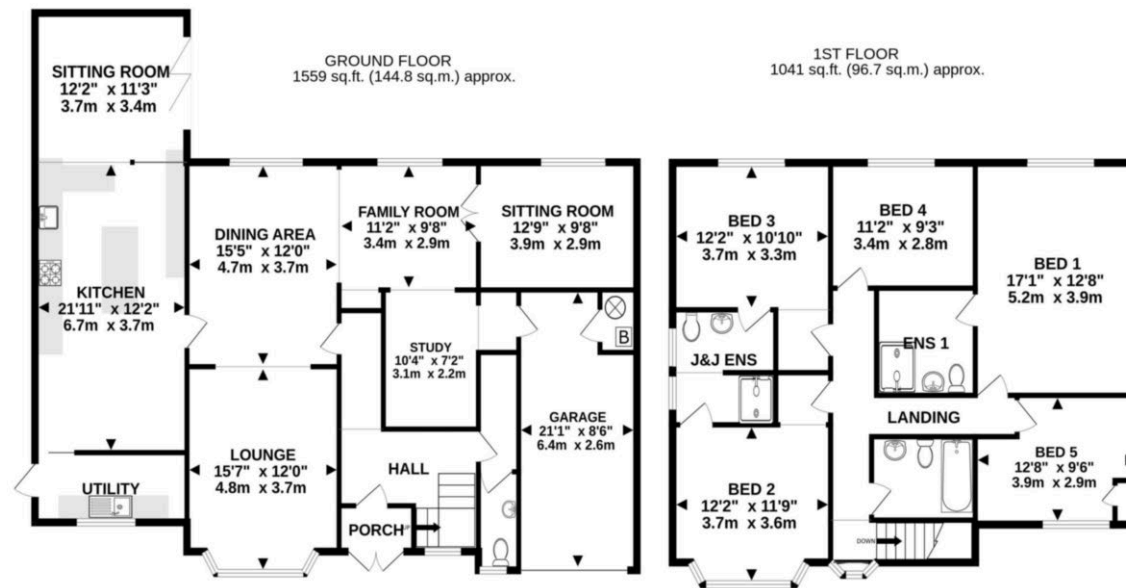 GROUND FLOOR
1559 sq.ft. (144.8 sq.m.) approx.
SITTING ROOM
12'2" x 11'3"
3.7m x 3.4m
KITCHEN
21'11" x 12'2"
6.7m x 3.7m
UTILITY
DINING AREA
15'5" x 12'0"
4.7m x 3.7m
LOUNGE
15'7" x 12'0"
4.8m x 3.7m
FAMILY ROOM
11'2" x 9'8"
3.4m x 2.9m
SITTING ROOM
12'9" x 9'8"
3.9m x 2.9m
STUDY
10'4" x 7'2"
3.1m x 2.2m
B
GARAGE
21'1" x 8'6"
6.4m x 2.6m
HALL
PORCH
1ST FLOOR
1041 sq.ft. (96.7 sq.m.) approx.
BED 3
12'2" x 10'10"
3.7m x 3.3m
BED 4
11'2" x 9'3"
3.4m x 2.8m
BED 1
17'1" x 12'8"
5.2m x 3.9m
J&J ENS
ENS 1
LANDING
BED 2
12'2" x 11'9"
3.7m x 3.6m
BED 5
12'8" x 9'6"
3.9m x 2.9m
DOWN